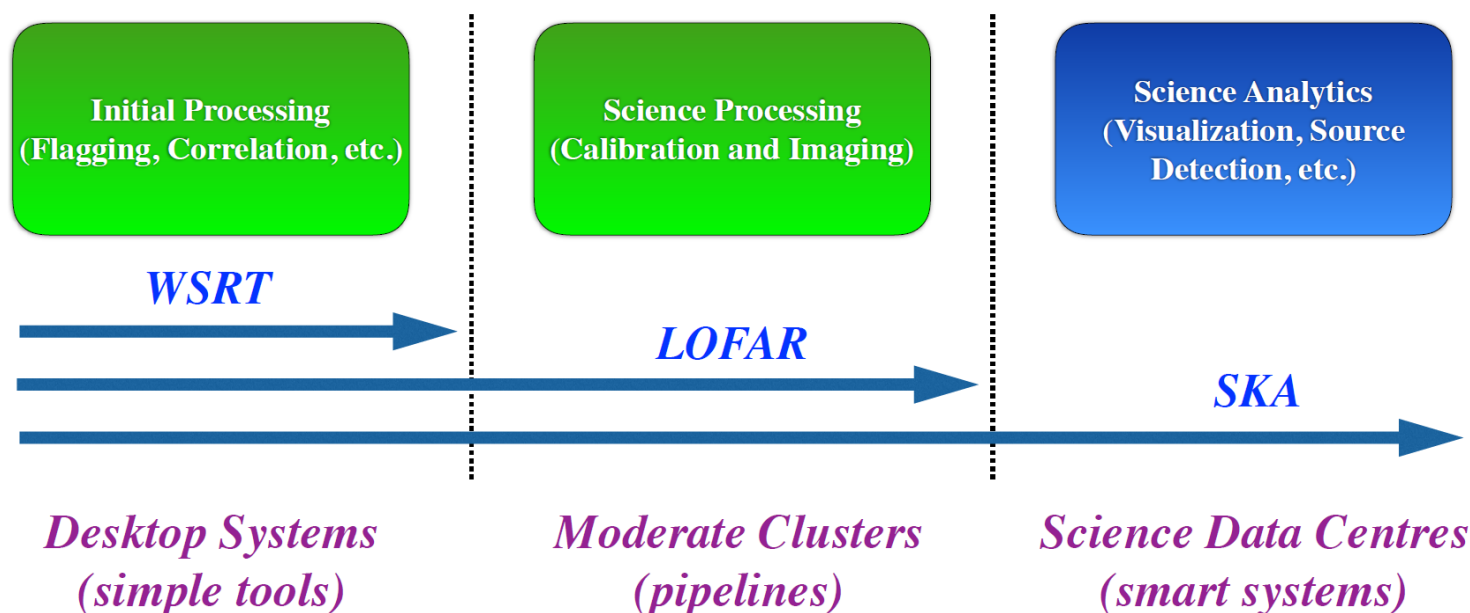 Initial Processing
(Flagging, Correlation, etc.)
Science Processing
(Calibration and Imaging)
Science Analytics
(Visualization, Source
Detection, etc.)
WSRT
LOFAR
SKA
Desktop Systems
(simple tools)
Moderate Clusters
(pipelines)
Science Data Centres
(smart systems)